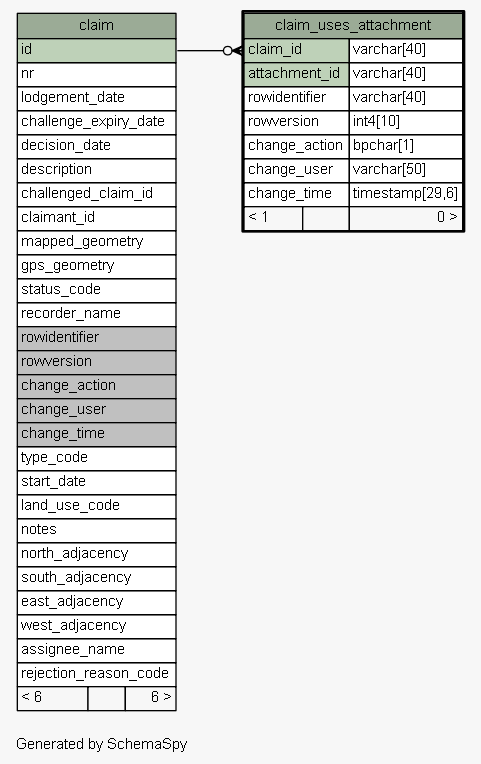 claim
id
nr
lodgement_date
challenge_expiry_date
decision_date
description
challenged_claim_id
claimant_id
mapped_geometry
gps_geometry
status_code
recorder_name
rowidentifier
rowversion
change_action
change_user
change_time
type_code
start_date
land_use_code
notes
north_adjacency
south_adjacency
east_adjacency
west_adjacency
assignee_name
rejection_reason_code
< 6 6 >
claim_uses_attachment
claim_id varchar[40]
attachment_id varchar[40]
rowidentifier varchar[40]
rowversion int4[10]
change_action bpchar[1]
change_user varchar[50]
change_time timestamp[29,6]
< 1 0 >
Generated by SchemaSpy